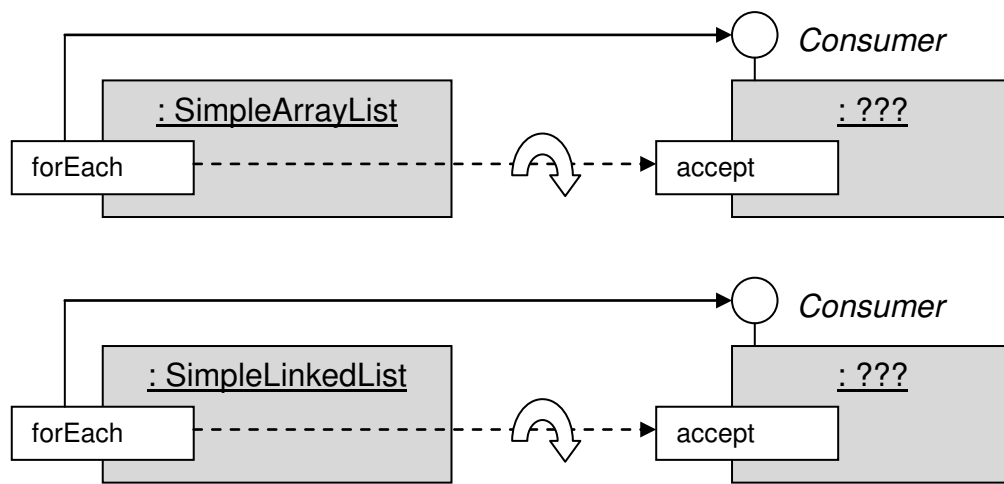 Consumer
: SimpleArrayList
: ???
forEach
accept
Consumer
: SimpleLinkedList
: ???
forEach
accept